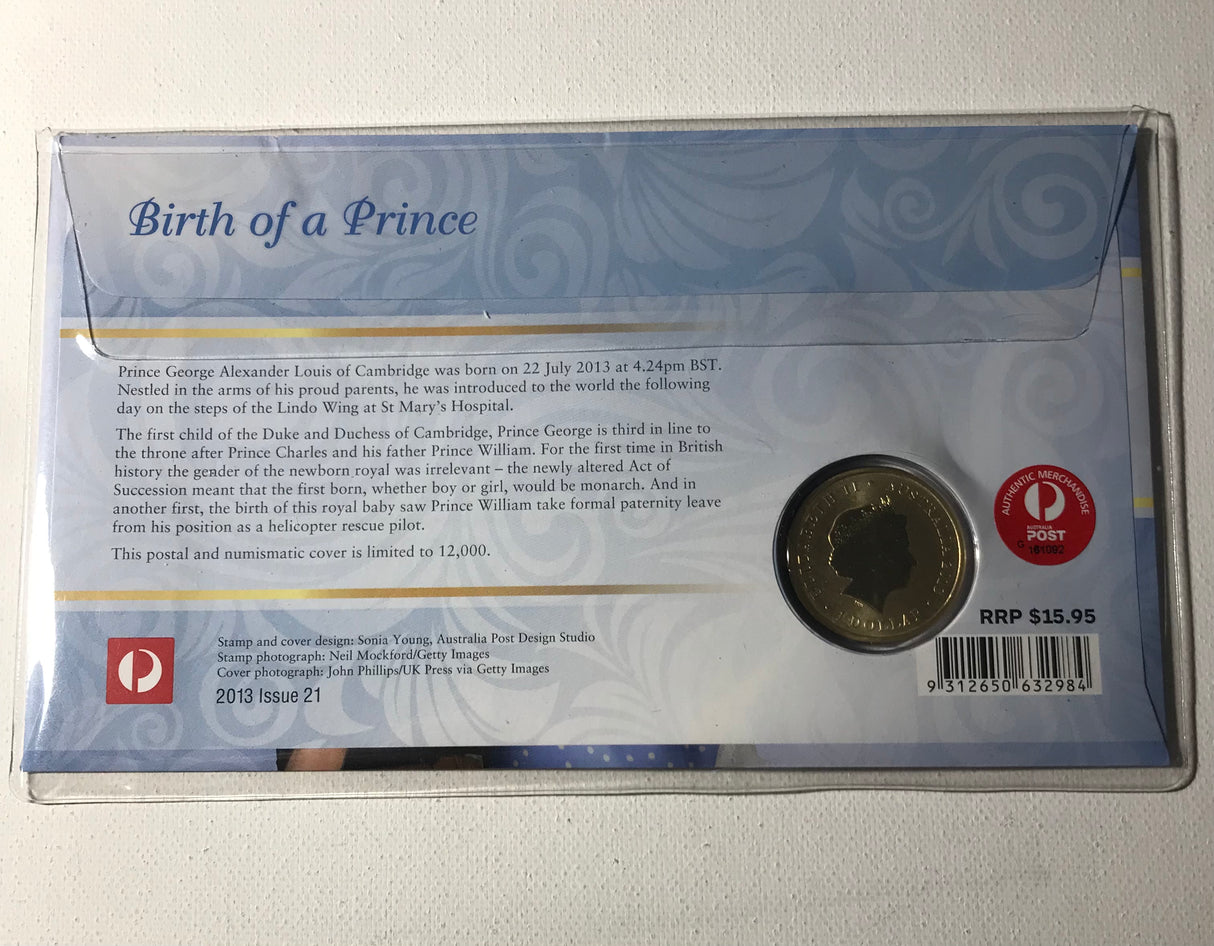 Birth of a Prince
Prince George Alexander Louis of Cambridge was born on 22 July 2013 at 4.24pm BST.
Nestled in the arms of his proud parents, he was introduced to the world the following
day on the steps of the Lindo Wing at St Mary's Hospital.
The first child of the Duke and Duchess of Cambridge, Prince George is third in line to
the throne after Prince Charles and his father Prince William. For the first time in British
history the gender of the newborn royal was irrelevant – the newly altered Act of
Succession meant that the first born, whether boy or girl, would be monarch. And in
another first, the birth of this royal baby saw Prince William take formal paternity leave
from his position as a helicopter rescue pilot.
This postal and numismatic cover is limited to 12,000.
ELIZABETH II AUSTRALIA 2013
1 DOLLAR
AUTHENTIC MERCHANDISE
AUSTRALIA
POST
G 161092
RRP $15.95
9 312650 632984
Stamp and cover design: Sonia Young, Australia Post Design Studio
Stamp photograph: Neil Mockford/Getty Images
Cover photograph: John Phillips/UK Press via Getty Images
2013 Issue 21